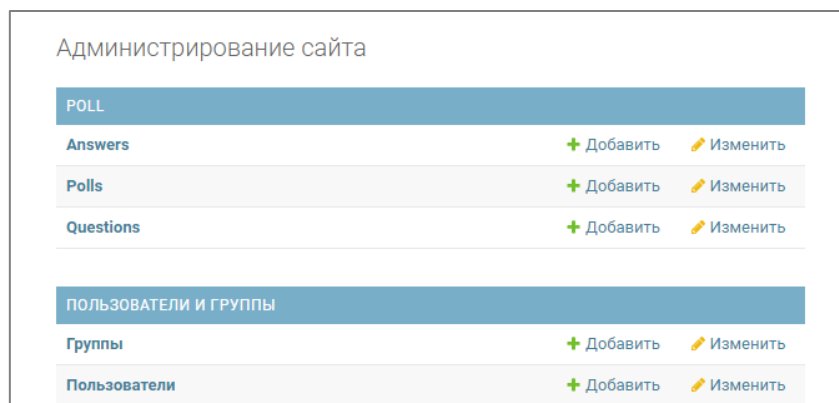 Администрирование сайта
POLL
Answers Добавить Изменить
Polls Добавить Изменить
Questions Добавить Изменить
ПОЛЬЗОВАТЕЛИ И ГРУППЫ
Группы Добавить Изменить
Пользователи Добавить Изменить